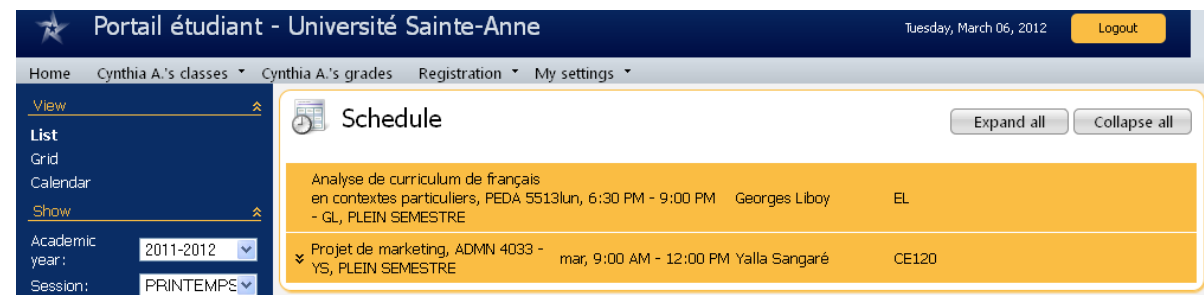 Portail étudiant - Université Sainte-Anne
Tuesday, March 06, 2012
Logout
Home Cynthia A.'s classes Cynthia A.'s grades Registration My settings
View
List
Grid
Calendar
Show
Academic
year:
2011-2012
Session:
PRINTEMPS
Schedule
Expand all
Collapse all
Analyse de curriculum de français
en contextes particuliers, PEDA 5513lun, 6:30 PM - 9:00 PM Georges Liboy EL
- GL, PLEIN SEMESTRE
Projet de marketing, ADMN 4033 -
YS, PLEIN SEMESTRE
mar, 9:00 AM - 12:00 PM Yalla Sangaré CE120